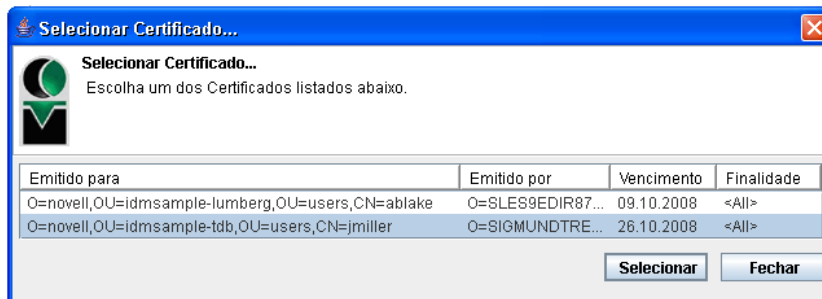 Selecionar Certificado...
Selecionar Certificado...
Escolha um dos Certificados listados abaixo.
Emitido para Emitido por Vencimento Finalidade
O=novell,OU=idmsample-lumberg,OU=users,CN=ablake O=SLES9EDIR87... 09.10.2008 <All>
O=novell,OU=idmsample-tdb,OU=users,CN=jmiller O=SIGMUNDTRE... 26.10.2008 <All>
Selecionar Fechar